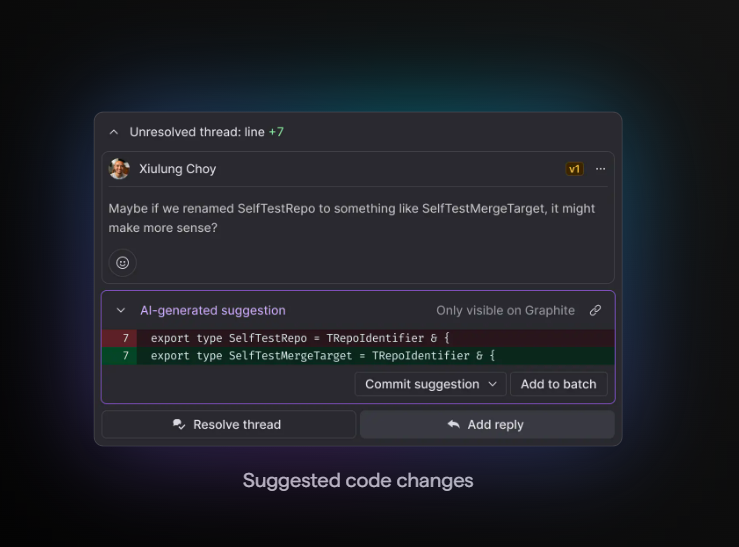 Unresolved thread: line +7
Xiulung Choy
v1
Maybe if we renamed SelfTestRepo to something like SelfTestMergeTarget, it might
make more sense?
AI-generated suggestion
Only visible on Graphite
7 export type SelfTestRepo = TRepoIdentifier & {
7 export type SelfTestMergeTarget = TRepoIdentifier & {
Commit suggestion
Add to batch
Resolve thread
Add reply
Suggested code changes